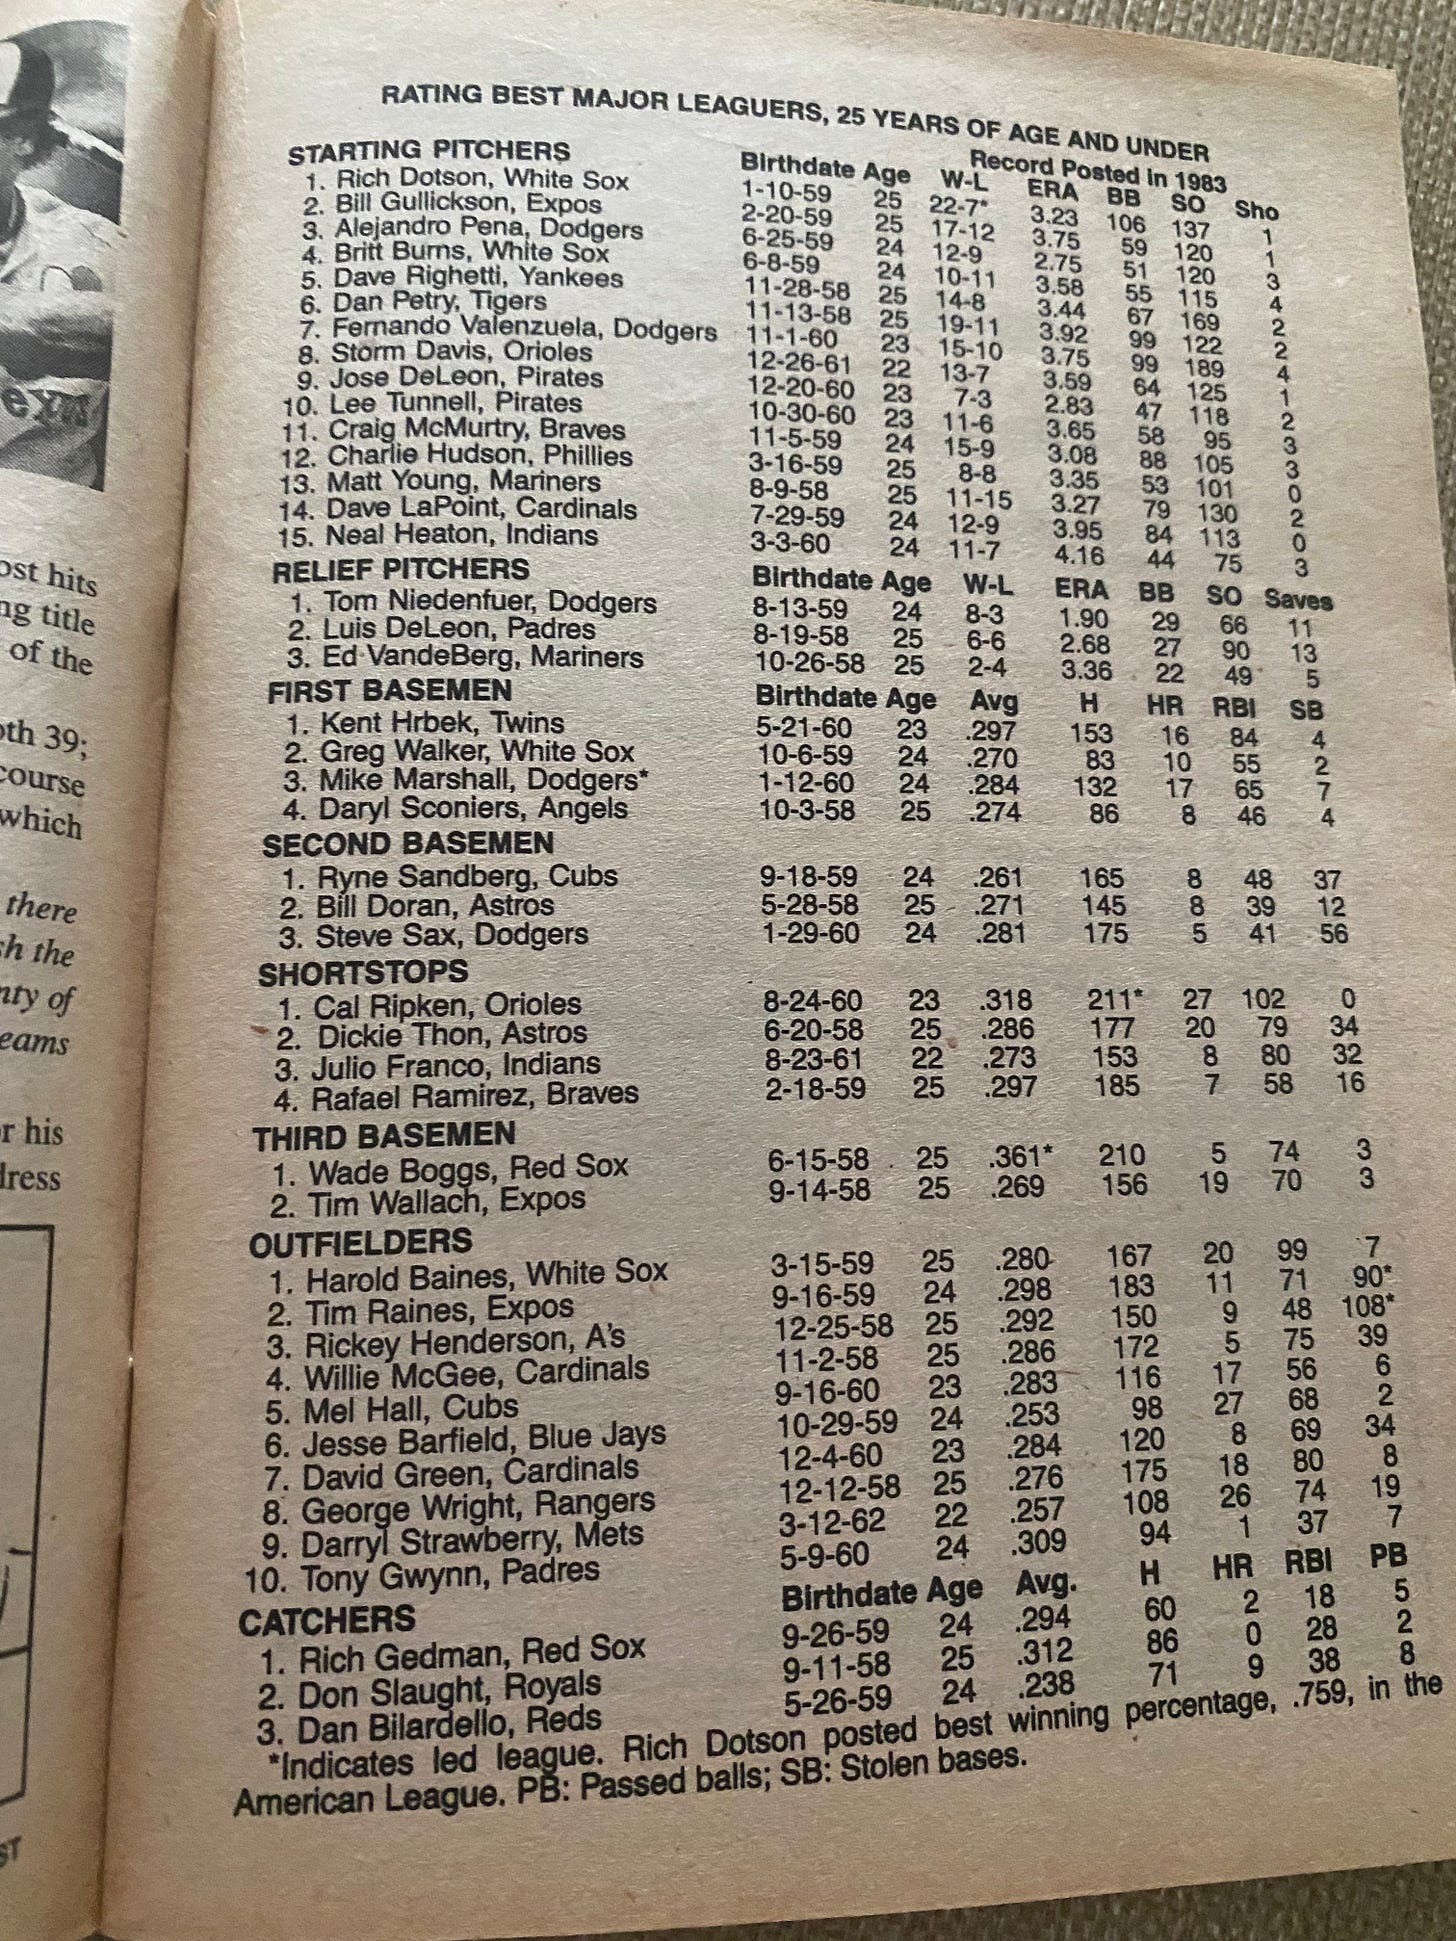 ost hits
ng title
of the
oth 39;
course
which
there
sh the
nty of
eams
r his
dress
ST
RATING BEST MAJOR LEAGUERS, 25 YEARS OF AGE AND UNDER
Record Posted in 1983
STARTING PITCHERS Birthdate Age W-L ERA BB SO Sho
1. Rich Dotson, White Sox 1-10-59 25 22-7* 3.23 106 137 1
2. Bill Gullickson, Expos 2-20-59 25 17-12 3.75 59 120 1
3. Alejandro Pena, Dodgers 6-25-59 24 12-9 2.75 51 120 3
4. Britt Burns, White Sox 6-8-59 24 10-11 3.58 55 115 4
5. Dave Righetti, Yankees 11-28-58 25 14-8 3.44 67 169 2
6. Dan Petry, Tigers 11-13-58 25 19-11 3.92 99 122 2
7. Fernando Valenzuela, Dodgers 11-1-60 23 15-10 3.75 99 189 4
8. Storm Davis, Orioles 12-26-61 22 13-7 3.59 64 125 1
9. Jose DeLeon, Pirates 12-20-60 23 7-3 2.83 47 118 2
10. Lee Tunnell, Pirates 10-30-60 23 11-6 3.65 58 95 3
11. Craig McMurtry, Braves 11-5-59 24 15-9 3.08 88 105 3
12. Charlie Hudson, Phillies 3-16-59 25 8-8 3.35 53 101 0
13. Matt Young, Mariners 8-9-58 25 11-15 3.27 79 130 2
14. Dave LaPoint, Cardinals 7-29-59 24 12-9 3.95 84 113 0
15. Neal Heaton, Indians 3-3-60 24 11-7 4.16 44 75 3
RELIEF PITCHERS Birthdate Age W-L ERA BB SO Saves
1. Tom Niedenfuer, Dodgers 8-13-59 24 8-3 1.90 29 66 11
2. Luis DeLeon, Padres 8-19-58 25 6-6 2.68 27 90 13
3. Ed VandeBerg, Mariners 10-26-58 25 2-4 3.36 22 49 5
FIRST BASEMEN Birthdate Age Avg H HR RBI SB
1. Kent Hrbek, Twins 5-21-60 23 .297 153 16 84 4
2. Greg Walker, White Sox 10-6-59 24 .270 83 10 55 2
3. Mike Marshall, Dodgers* 1-12-60 24 .284 132 17 65 7
4. Daryl Sconiers, Angels 10-3-58 25 .274 86 8 46 4
SECOND BASEMEN
1. Ryne Sandberg, Cubs 9-18-59 24 .261 165 8 48 37
2. Bill Doran, Astros 5-28-58 25 .271 145 8 39 12
3. Steve Sax, Dodgers 1-29-60 24 .281 175 5 41 56
SHORTSTOPS
1. Cal Ripken, Orioles 8-24-60 23 .318 211* 27 102 0
2. Dickie Thon, Astros 6-20-58 25 .286 177 20 79 34
3. Julio Franco, Indians 8-23-61 22 .273 153 8 80 32
4. Rafael Ramirez, Braves 2-18-59 25 .297 185 7 58 16
THIRD BASEMEN
1. Wade Boggs, Red Sox 6-15-58 25 .361* 210 5 74 3
2. Tim Wallach, Expos 9-14-58 25 .269 156 19 70 3
OUTFIELDERS
1. Harold Baines, White Sox 3-15-59 25 .280 167 20 99 7
2. Tim Raines, Expos 9-16-59 24 .298 183 11 71 90*
3. Rickey Henderson, A's 12-25-58 25 .292 150 9 48 108*
4. Willie McGee, Cardinals 11-2-58 25 .286 172 5 75 39
5. Mel Hall, Cubs 9-16-60 23 .283 116 17 56 6
6. Jesse Barfield, Blue Jays 10-29-59 24 .253 98 27 68 2
7. David Green, Cardinals 12-4-60 23 .284 120 8 69 34
8. George Wright, Rangers 12-12-58 25 .276 175 18 80 8
9. Darryl Strawberry, Mets 3-12-62 22 .257 108 26 74 19
10. Tony Gwynn, Padres 5-9-60 24 .309 94 1 37 7
CATCHERS Birthdate Age Avg. H HR RBI PB
1. Rich Gedman, Red Sox 9-26-59 24 .294 60 2 18 5
2. Don Slaught, Royals 9-11-58 25 .312 86 0 28 2
3. Dan Bilardello, Reds 5-26-59 24 .238 71 9 38 8
*Indicates led league. Rich Dotson posted best winning percentage, .759, in the
American League. PB: Passed balls; SB: Stolen bases.